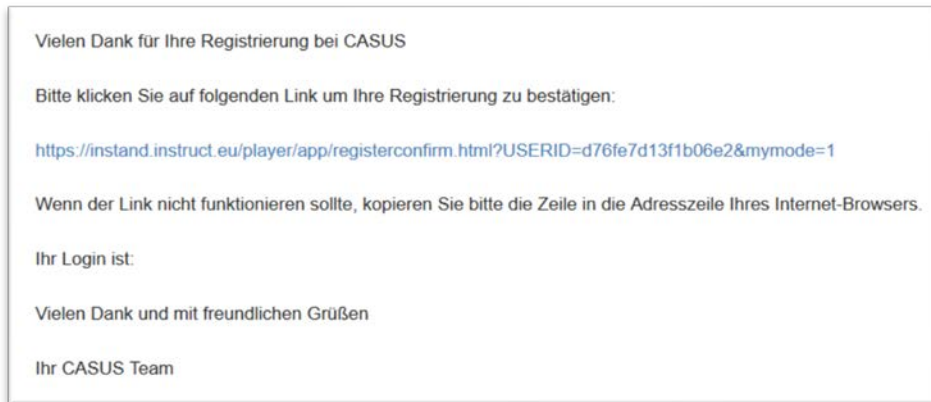 Vielen Dank für Ihre Registrierung bei CASUS
Bitte klicken Sie auf folgenden Link um Ihre Registrierung zu bestätigen:
https://instand.instruct.eu/player/app/registerconfirm.html?USERID=d76fe7d13f1b06e2&mymode=1
Wenn der Link nicht funktionieren sollte, kopieren Sie bitte die Zeile in die Adresszeile Ihres Internet-Browsers.
Ihr Login ist:
Vielen Dank und mit freundlichen Grüßen
Ihr CASUS Team